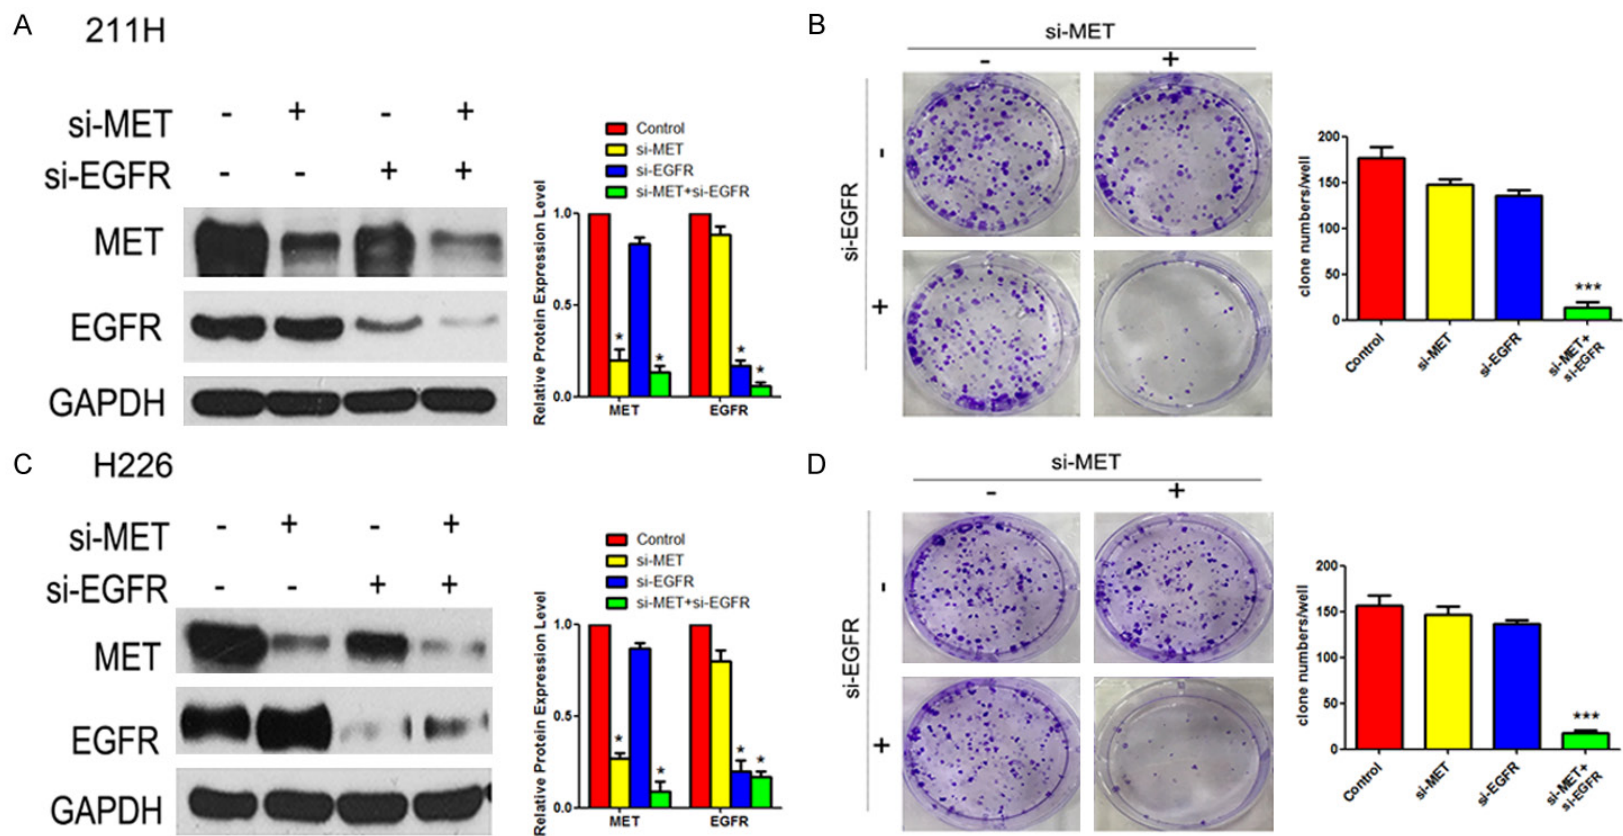 A
211H
si-MET - + - +
si-EGFR - - + +
MET
EGFR
GAPDH
Control
si-MET
si-EGFR
si-MET+si-EGFR
Relative Protein Expression Level
1.0
0.5
0.0
* * * *
MET EGFR
B
si-MET
- +
si-EGFR
-
+
clone numbers/well
200
150
100
50
0
***
Control
si-MET
si-EGFR
si-MET+
si-EGFR
C
H226
si-MET - + - +
si-EGFR - - + +
MET
EGFR
GAPDH
Control
si-MET
si-EGFR
si-MET+si-EGFR
Relative Protein Expression Level
1.0
0.5
0.0
* * * *
MET EGFR
D
si-MET
- +
si-EGFR
-
+
clone numbers/well
200
150
100
50
0
***
Control
si-MET
si-EGFR
si-MET+
si-EGFR